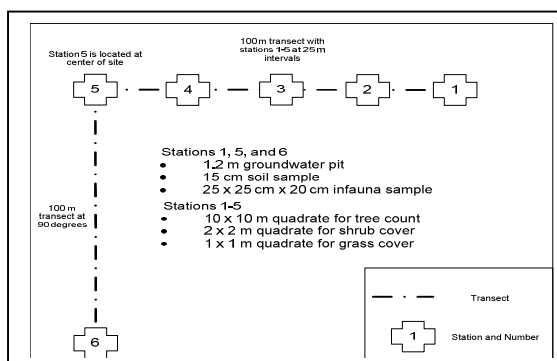 100m transect with
stations 1-5 at 25m
intervals
Station 5 is located at
center of site
5
4
3
2
1
Stations 1, 5, and 6
• 1.2 m groundwater pit
• 15 cm soil sample
• 25 x 25 cm x 20 cm infauna sample
Stations 1-5
• 10 x 10 m quadrate for tree count
• 2 x 2 m quadrate for shrub cover
• 1 x 1 m quadrate for grass cover
100m
transect at
90 degrees
6
Transect
1
Station and Number